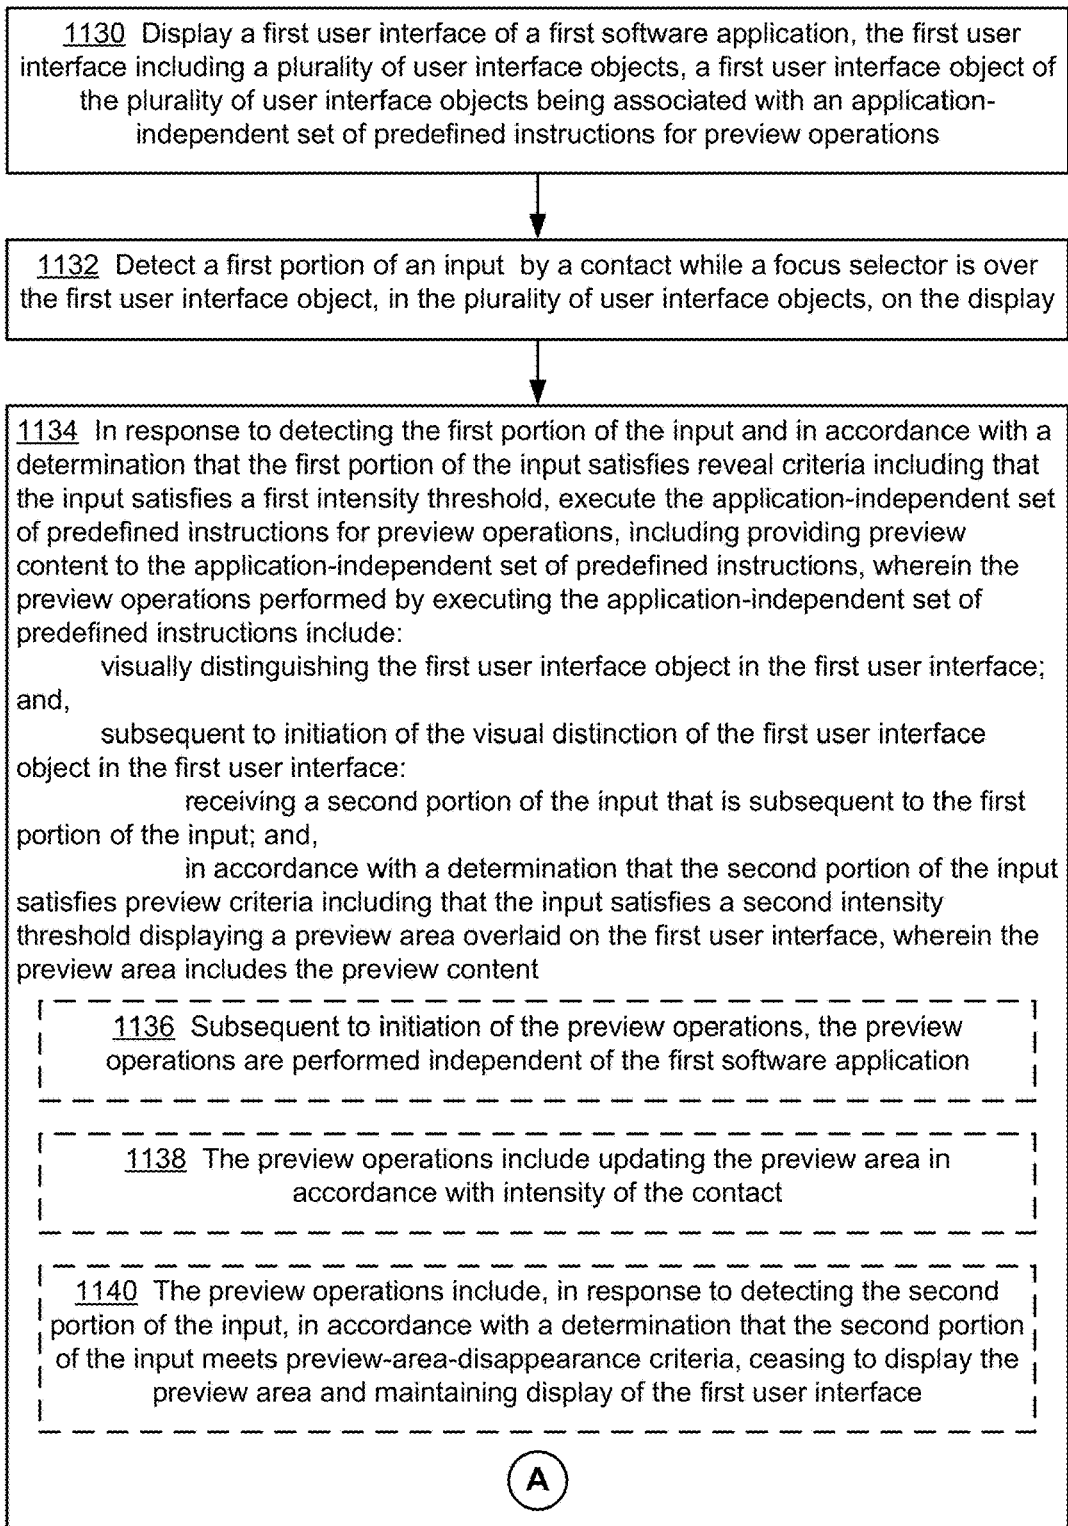 1130 Display a first user interface of a first software application, the first user
interface including a plurality of user interface objects, a first user interface object of
the plurality of user interface objects being associated with an application-
independent set of predefined instructions for preview operations
1132 Detect a first portion of an input by a contact while a focus selector is over
the first user interface object, in the plurality of user interface objects, on the display
1134 In response to detecting the first portion of the input and in accordance with a
determination that the first portion of the input satisfies reveal criteria including that
the input satisfies a first intensity threshold, execute the application-independent set
of predefined instructions for preview operations, including providing preview
content to the application-independent set of predefined instructions, wherein the
preview operations performed by executing the application-independent set of
predefined instructions include:
visually distinguishing the first user interface object in the first user interface;
and,
subsequent to initiation of the visual distinction of the first user interface
object in the first user interface:
receiving a second portion of the input that is subsequent to the first
portion of the input; and,
in accordance with a determination that the second portion of the input
satisfies preview criteria including that the input satisfies a second intensity
threshold displaying a preview area overlaid on the first user interface, wherein the
preview area includes the preview content
1136 Subsequent to initiation of the preview operations, the preview
operations are performed independent of the first software application
1138 The preview operations include updating the preview area in
accordance with intensity of the contact
1140 The preview operations include, in response to detecting the second
portion of the input, in accordance with a determination that the second portion
of the input meets preview-area-disappearance criteria, ceasing to display the
preview area and maintaining display of the first user interface
A